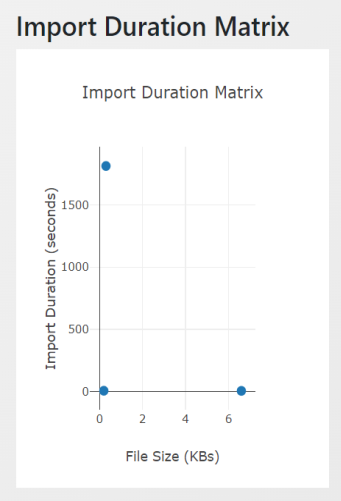 Import Duration Matrix
Import Duration Matrix
Import Duration (seconds)
1500
1000
500
0
0 2 4 6
File Size (KBs)